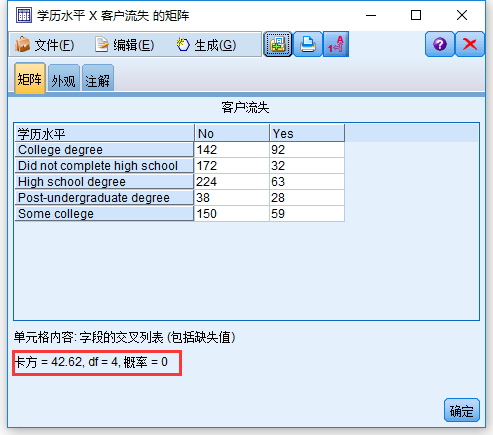 学历水平 X 客户流失 的矩阵
文件(F) 编辑(E) 生成(G)
矩阵 外观 注解
客户流失
学历水平 No Yes
College degree 142 92
Did not complete high school 172 32
High school degree 224 63
Post-undergraduate degree 38 28
Some college 150 59
单元格内容: 字段的交叉列表 (包括缺失值)
卡方 = 42.62, df = 4, 概率 = 0
确定